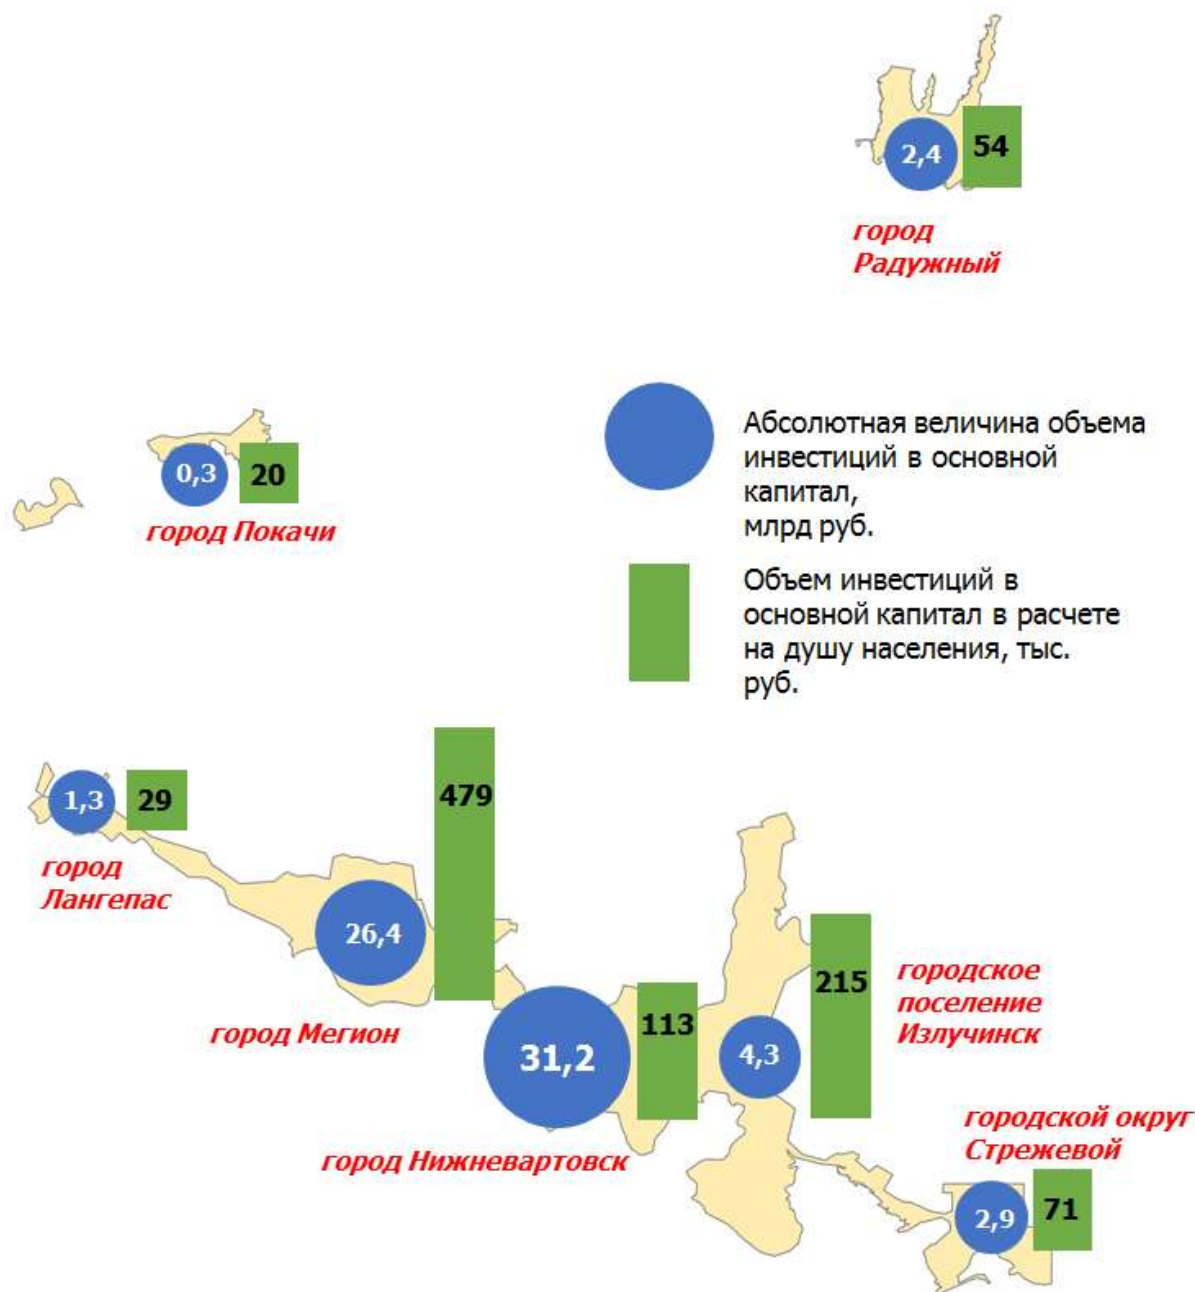 2,4
54
город
Радужный
0,3
20
город Покачи
Абсолютная величина объема
инвестиций в основной
капитал,
млрд руб.
Объем инвестиций в
основной капитал в расчете
на душу населения, тыс.
руб.
1,3
29
город
Лангепас
479
26,4
город Мегион
31,2
113
город Нижневартовск
4,3
215
городское
поселение
Излучинск
городской округ
Стрежевой
2,9
71